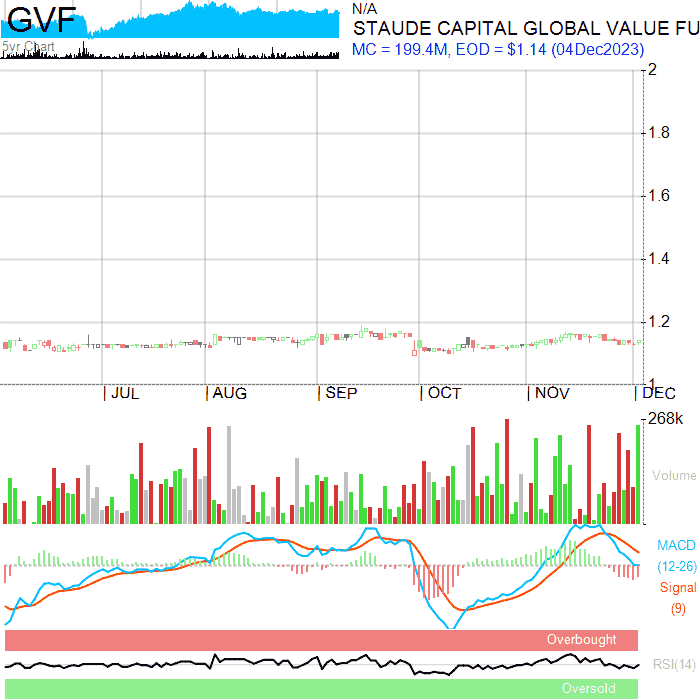 GVF
5yr Chart
N/A
STAUDE CAPITAL GLOBAL VALUE FU
MC = 199.4M, EOD = $1.14 (04Dec2023)
2
1.8
1.6
1.4
1.2
1
JUL AUG SEP OCT NOV DEC
268k
Volume
MACD
(12-26)
Signal
(9)
Overbought
RSI(14)
Oversold